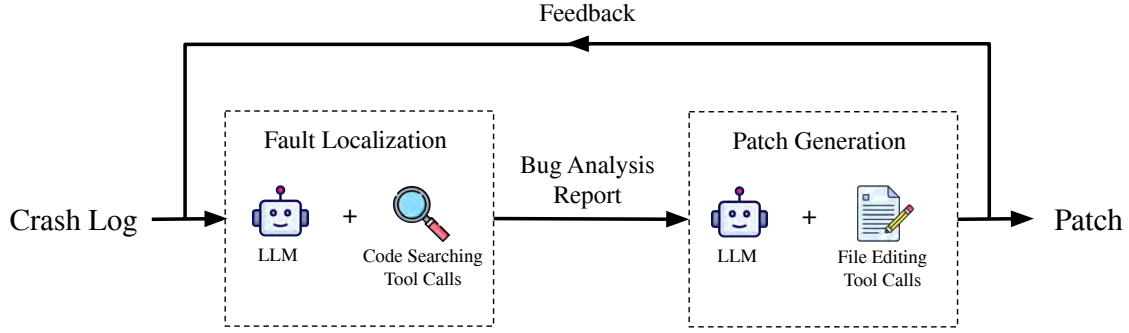 Feedback
Fault Localization
Patch Generation
Bug Analysis
Report
Crash Log
+
+
Patch
LLM
Code Searching
Tool Calls
LLM
File Editing
Tool Calls